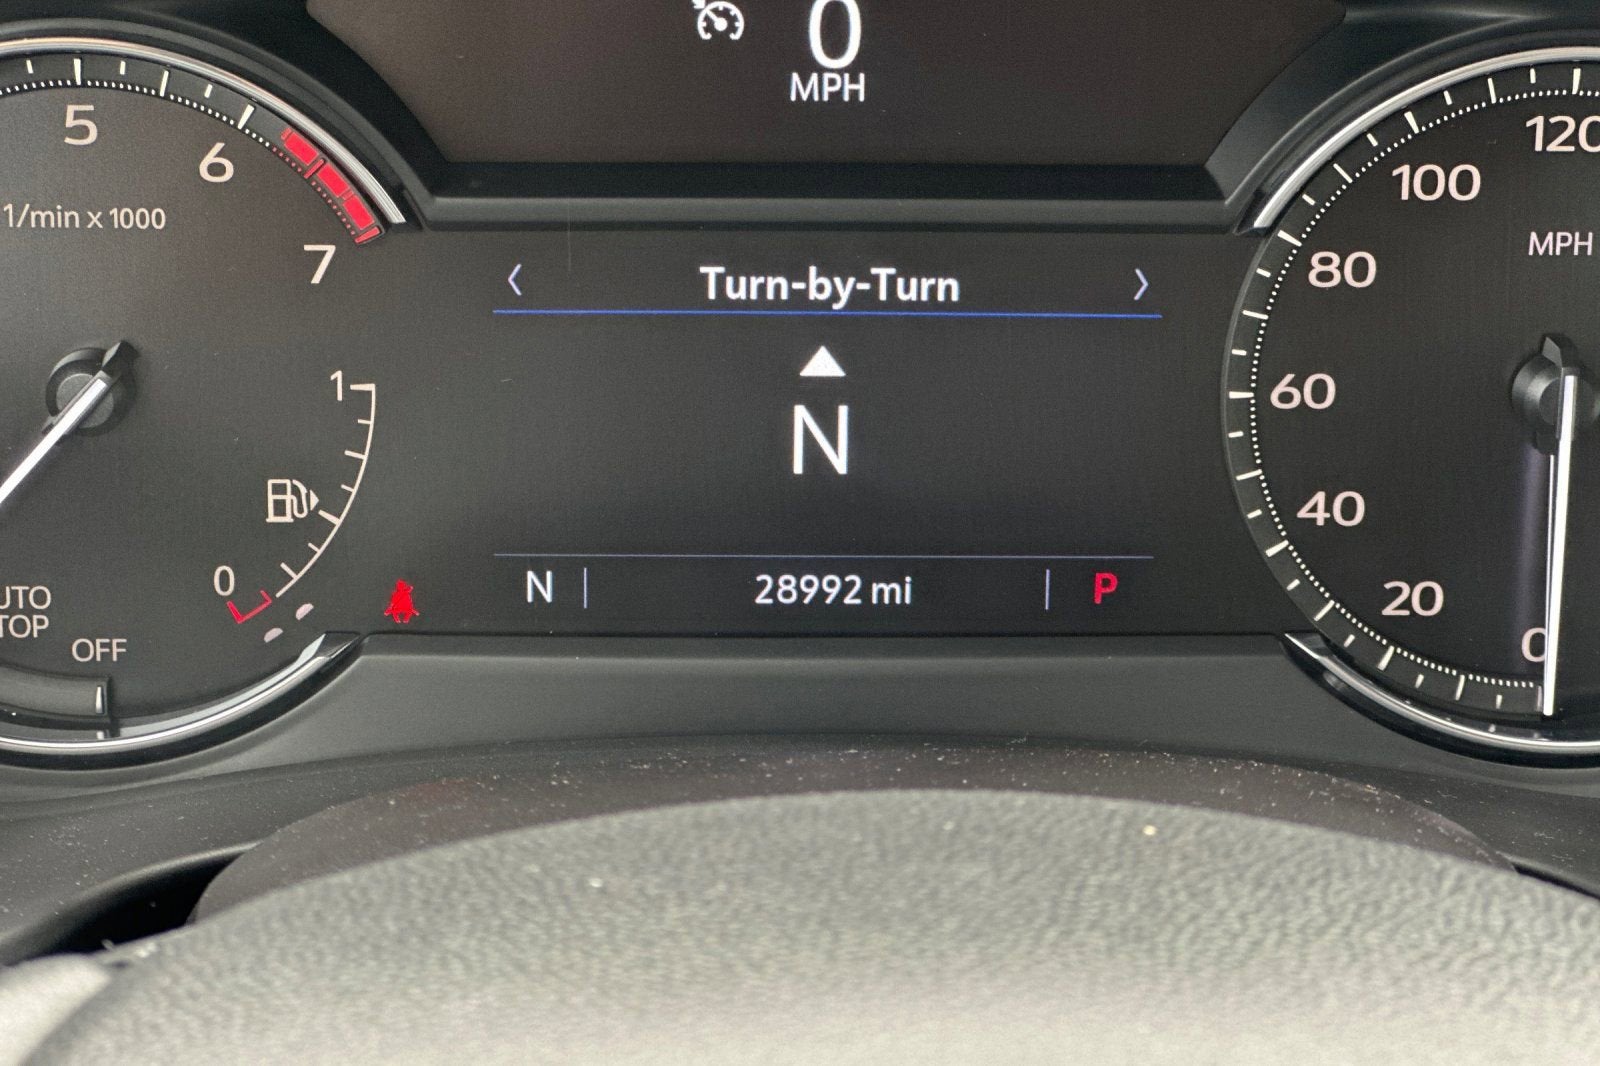 0
MPH
5
6
7
1/min x 1000
1
0
UTO
TOP
OFF
Turn-by-Turn
N
N
28992 mi
P
120
100
MPH
80
60
40
20
0